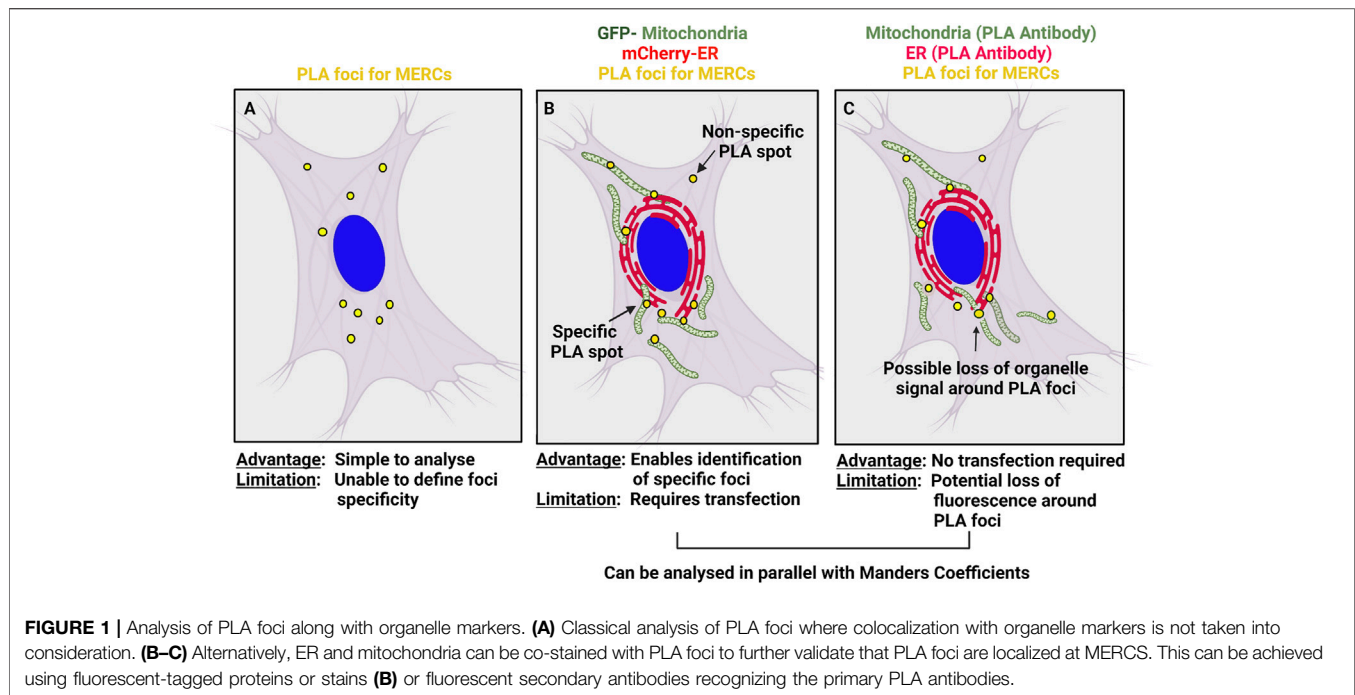 PLA foci for MERCs
GFP- Mitochondria
mCherry-ER
PLA foci for MERCs
Mitochondria (PLA Antibody)
ER (PLA Antibody)
PLA foci for MERCs
A
B
Non-specific
PLA spot
Specific
PLA spot
C
Possible loss of organelle
signal around PLA foci
Advantage: Simple to analyse
Limitation: Unable to define foci
specificity
Advantage: Enables identification
of specific foci
Limitation: Requires transfection
Advantage: No transfection required
Limitation: Potential loss of
fluorescence around
PLA foci
Can be analysed in parallel with Manders Coefficients
FIGURE 1 | Analysis of PLA foci along with organelle markers. (A) Classical analysis of PLA foci where colocalization with organelle markers is not taken into
consideration. (B–C) Alternatively, ER and mitochondria can be co-stained with PLA foci to further validate that PLA foci are localized at MERCS. This can be achieved
using fluorescent-tagged proteins or stains (B) or fluorescent secondary antibodies recognizing the primary PLA antibodies.